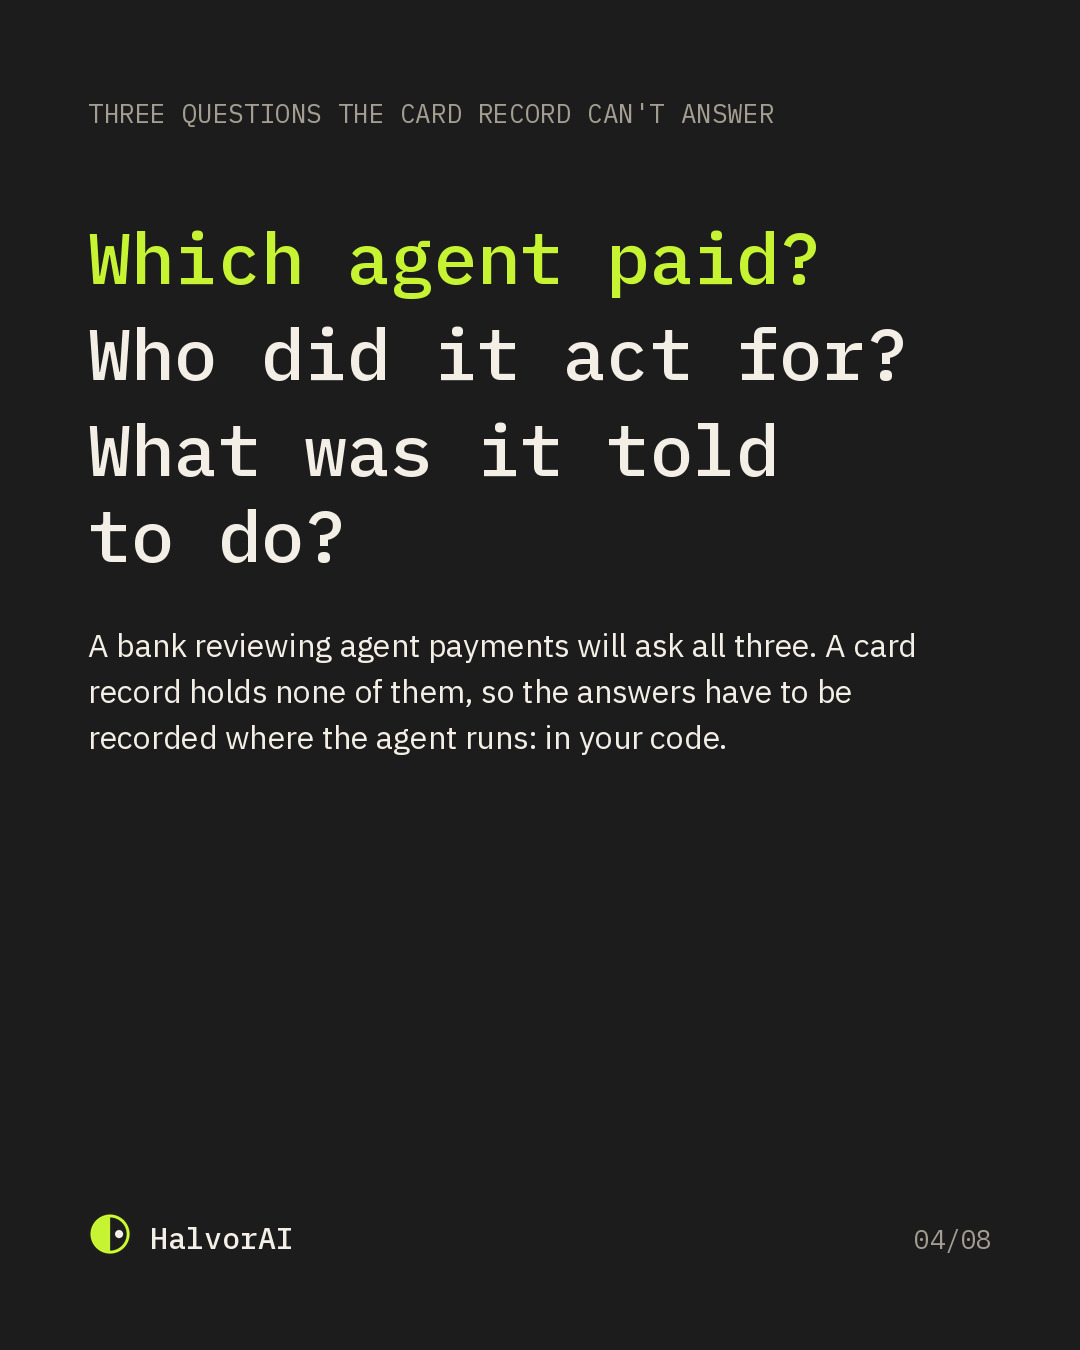 THREE QUESTIONS THE CARD RECORD CAN'T ANSWER
Which agent paid?
Who did it act for?
What was it told
to do?
A bank reviewing agent payments will ask all three. A card
record holds none of them, so the answers have to be
recorded where the agent runs: in your code.
HalvorAI
04/08